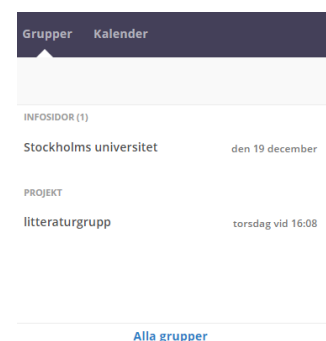 Grupper Kalender
INFOSIDOR (1)
Stockholms universitet den 19 december
PROJEKT
litteraturgrupp torsdag vid 16:08
Alla grupper